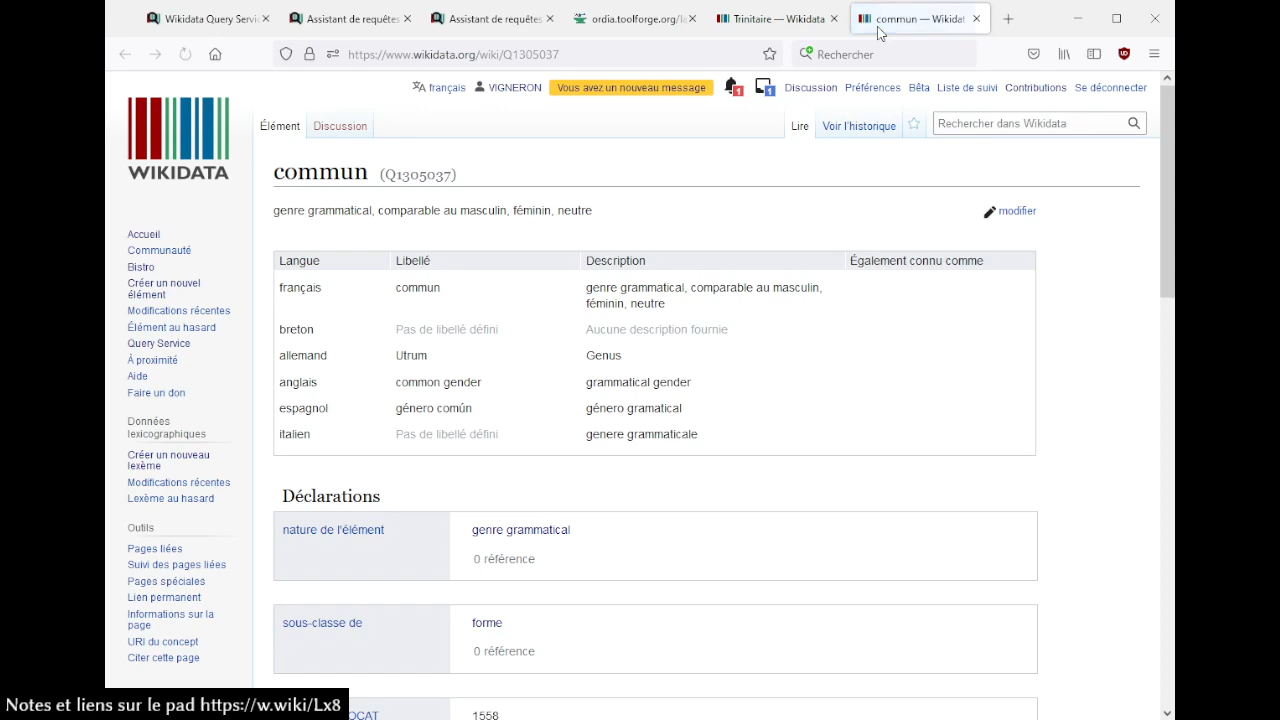 Wikidata Query Servic
Assistant de requêtes
Assistant de requêtes
ordia.toolforge.org/la
Trinitaire — Wikidata
commun — Wikidat
https://www.wikidata.org/wiki/Q1305037
Rechercher
français
VIGNERON
Vous avez un nouveau message
1
1
Discussion
Préférences
Bêta
Liste de suivi
Contributions
Se déconnecter
WIKIDATA
Élément
Discussion
Lire
Voir l'historique
Rechercher dans Wikidata
commun (Q1305037)
genre grammatical, comparable au masculin, féminin, neutre
modifier
Accueil
Communauté
Bistro
Créer un nouvel
élément
Modifications récentes
Élément au hasard
Query Service
À proximité
Aide
Faire un don
Données
lexicographiques
Créer un nouveau
lexème
Modifications récentes
Lexème au hasard
Outils
Pages liées
Suivi des pages liées
Pages spéciales
Lien permanent
Informations sur la
page
URI du concept
Citer cette page
Langue Libellé Description Également connu comme
français commun genre grammatical, comparable au masculin,
féminin, neutre
breton Pas de libellé défini Aucune description fournie
allemand Utrum Genus
anglais common gender grammatical gender
espagnol género común género gramatical
italien Pas de libellé défini genere grammaticale
Déclarations
nature de l'élément genre grammatical
0 référence
sous-classe de forme
0 référence
OCAT 1558
Notes et liens sur le pad https://w.wiki/Lx8